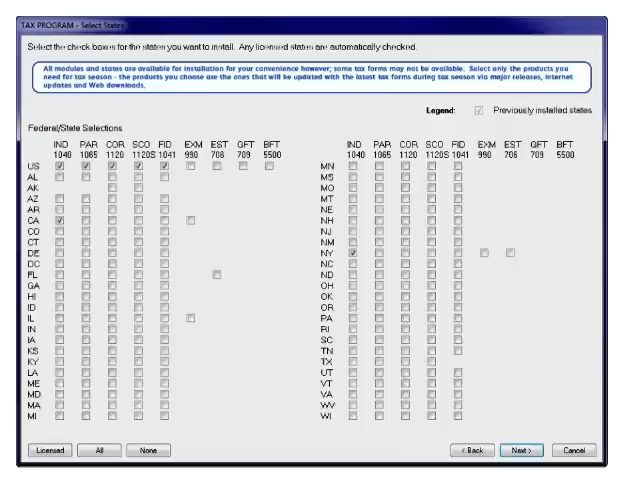 TAX PROGRAM - Select States
Select the check boxes for the states you want to install. Any licensed states are automatically checked.
All modules and states are available for installation for your convenience however; some tax forms may not be available. Select only the products you
need for tax season - the products you choose are the ones that will be updated with the latest tax forms during tax season via major releases, internet
updates and Web downloads.
Legend: Previously installed states
Federal/State Selections
IND PAR COR SCO FID EXM EST GFT BFT IND PAR COR SCO FID EXM EST GFT BFT
1040 1065 1120 1120S 1041 990 706 709 5500 1040 1065 1120 1120S 1041 990 706 709 5500
US MN
AL MS
AK MO
AZ MT
AR NE
CA NH
CO NJ
CT NM
DE NY
DC NC
FL ND
GA OH
HI OK
ID OR
IL PA
IN RI
IA SC
KS TN
KY TX
LA UT
ME VT
MD VA
MA WV
MI WI
Licensed All None < Back Next > Cancel